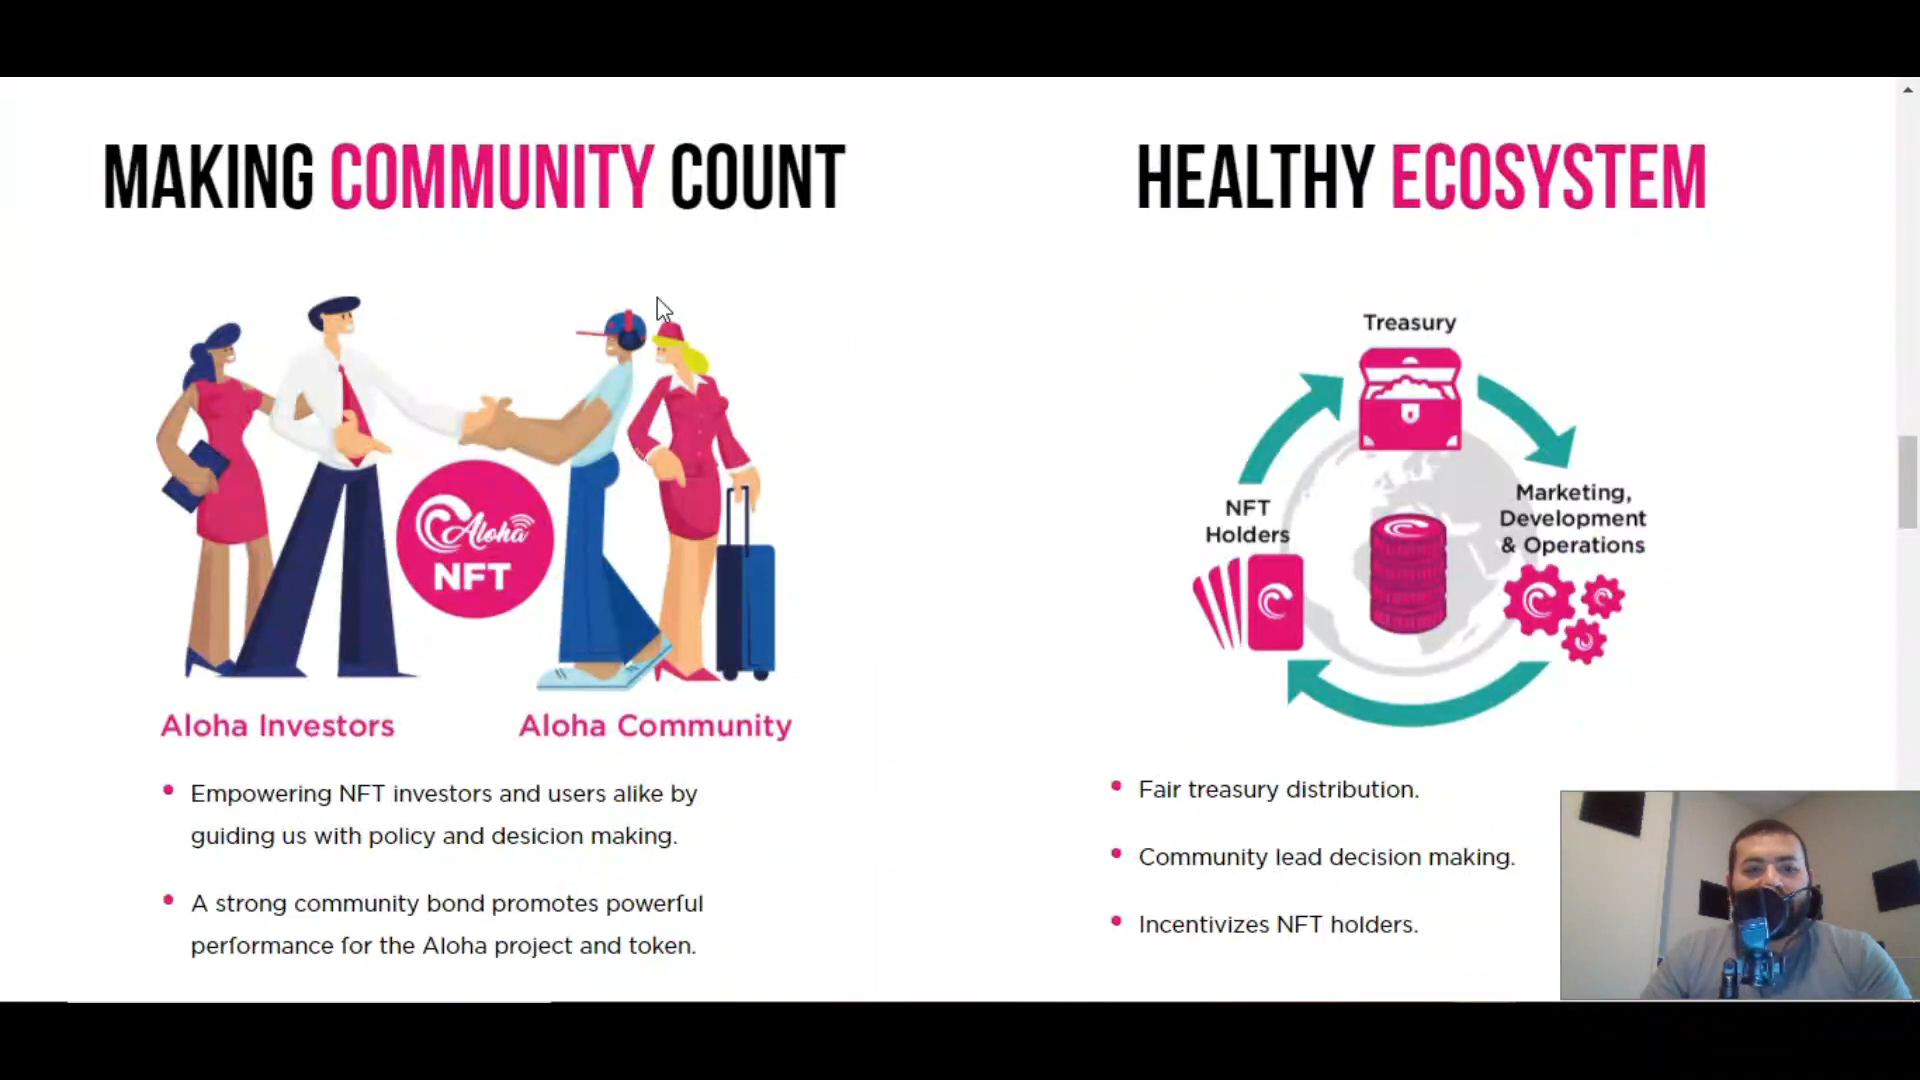 MAKING COMMUNITY COUNT
Aloha
NFT
Aloha Investors
Aloha Community
• Empowering NFT investors and users alike by
guiding us with policy and desicion making.
• A strong community bond promotes powerful
performance for the Aloha project and token.
HEALTHY ECOSYSTEM
Treasury
NFT
Holders
Marketing,
Development
& Operations
• Fair treasury distribution.
• Community lead decision making.
• Incentivizes NFT holders.